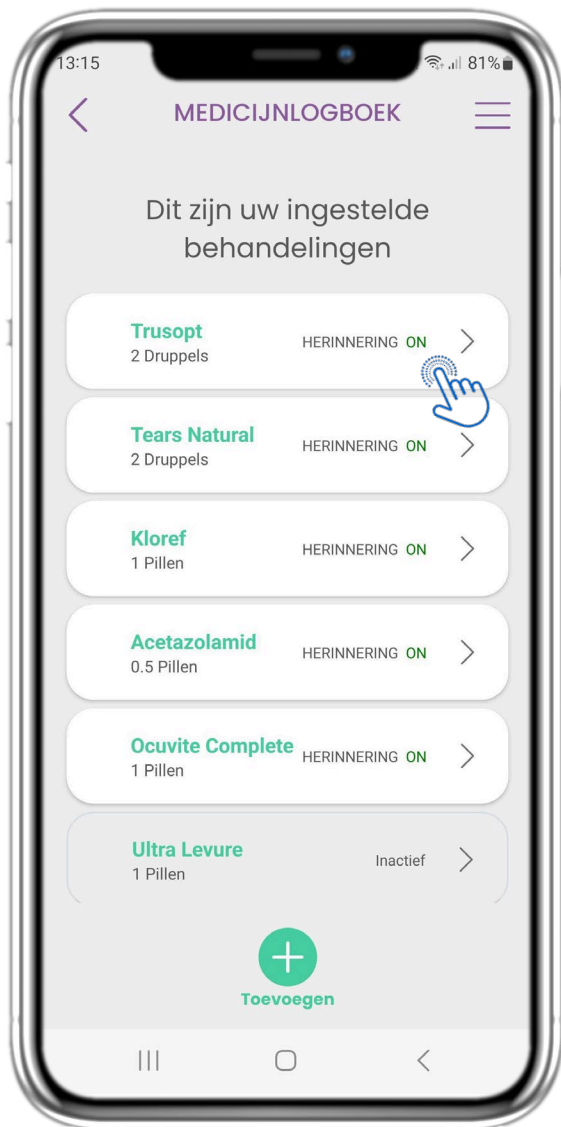 13:15
81%
MEDICIJNLOGBOEK
Dit zijn uw ingestelde
behandelingen
Trusopt
2 Druppels
HERINNERING ON
Tears Natural
2 Druppels
HERINNERING ON
Kloref
1 Pillen
HERINNERING ON
Acetazolamid
0.5 Pillen
HERINNERING ON
Ocuvite Complete
1 Pillen
HERINNERING ON
Ultra Levure
1 Pillen
Inactief
Toevoegen